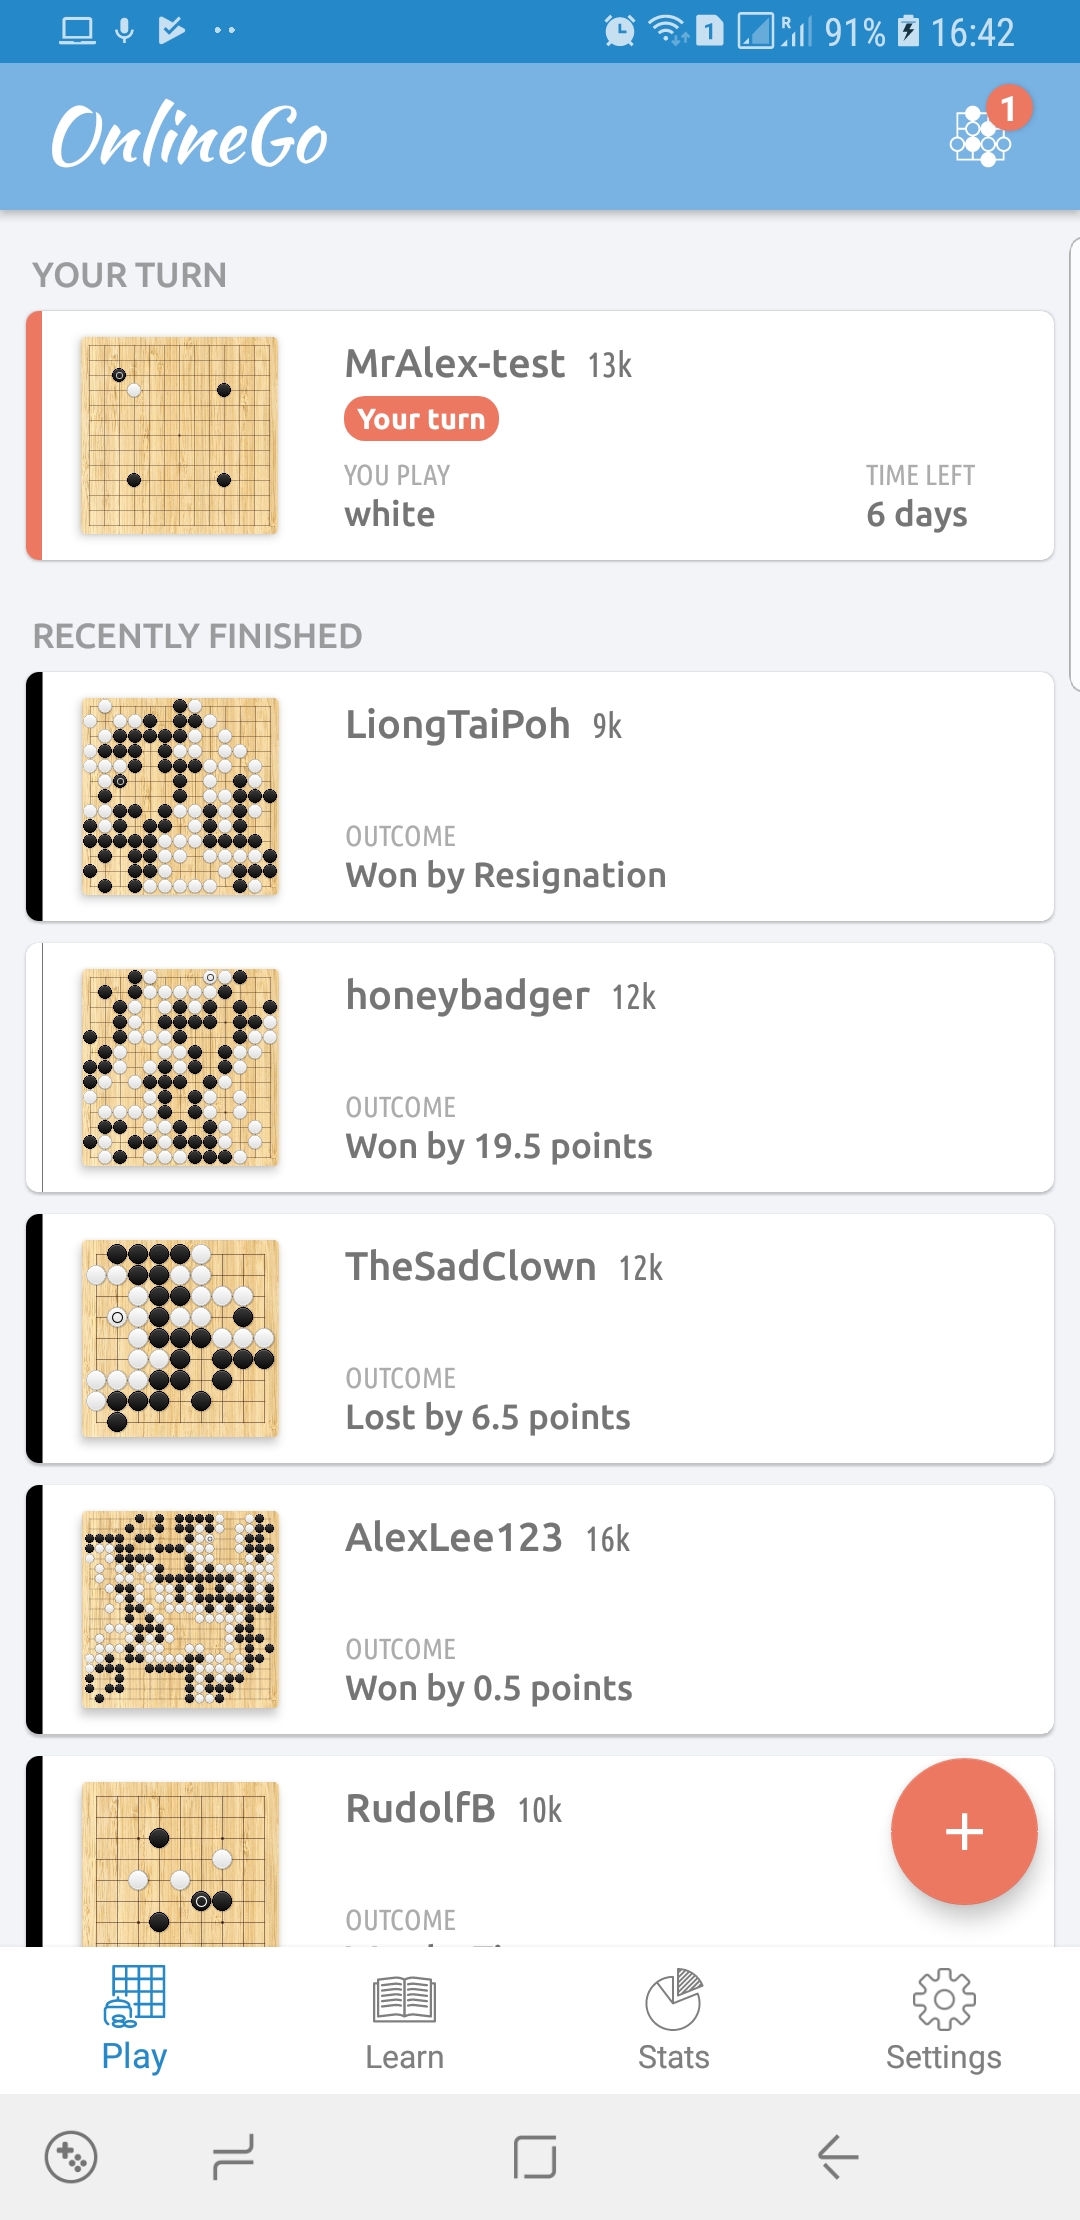 1 R 91% 16:42
OnlineGo 1
YOUR TURN
MrAlex-test 13k
Your turn
YOU PLAY TIME LEFT
white 6 days
RECENTLY FINISHED
LiongTaiPoh 9k
OUTCOME
Won by Resignation
honeybadger 12k
OUTCOME
Won by 19.5 points
TheSadClown 12k
OUTCOME
Lost by 6.5 points
AlexLee123 16k
OUTCOME
Won by 0.5 points
RudolfB 10k
+
OUTCOME
Play Learn Stats Settings